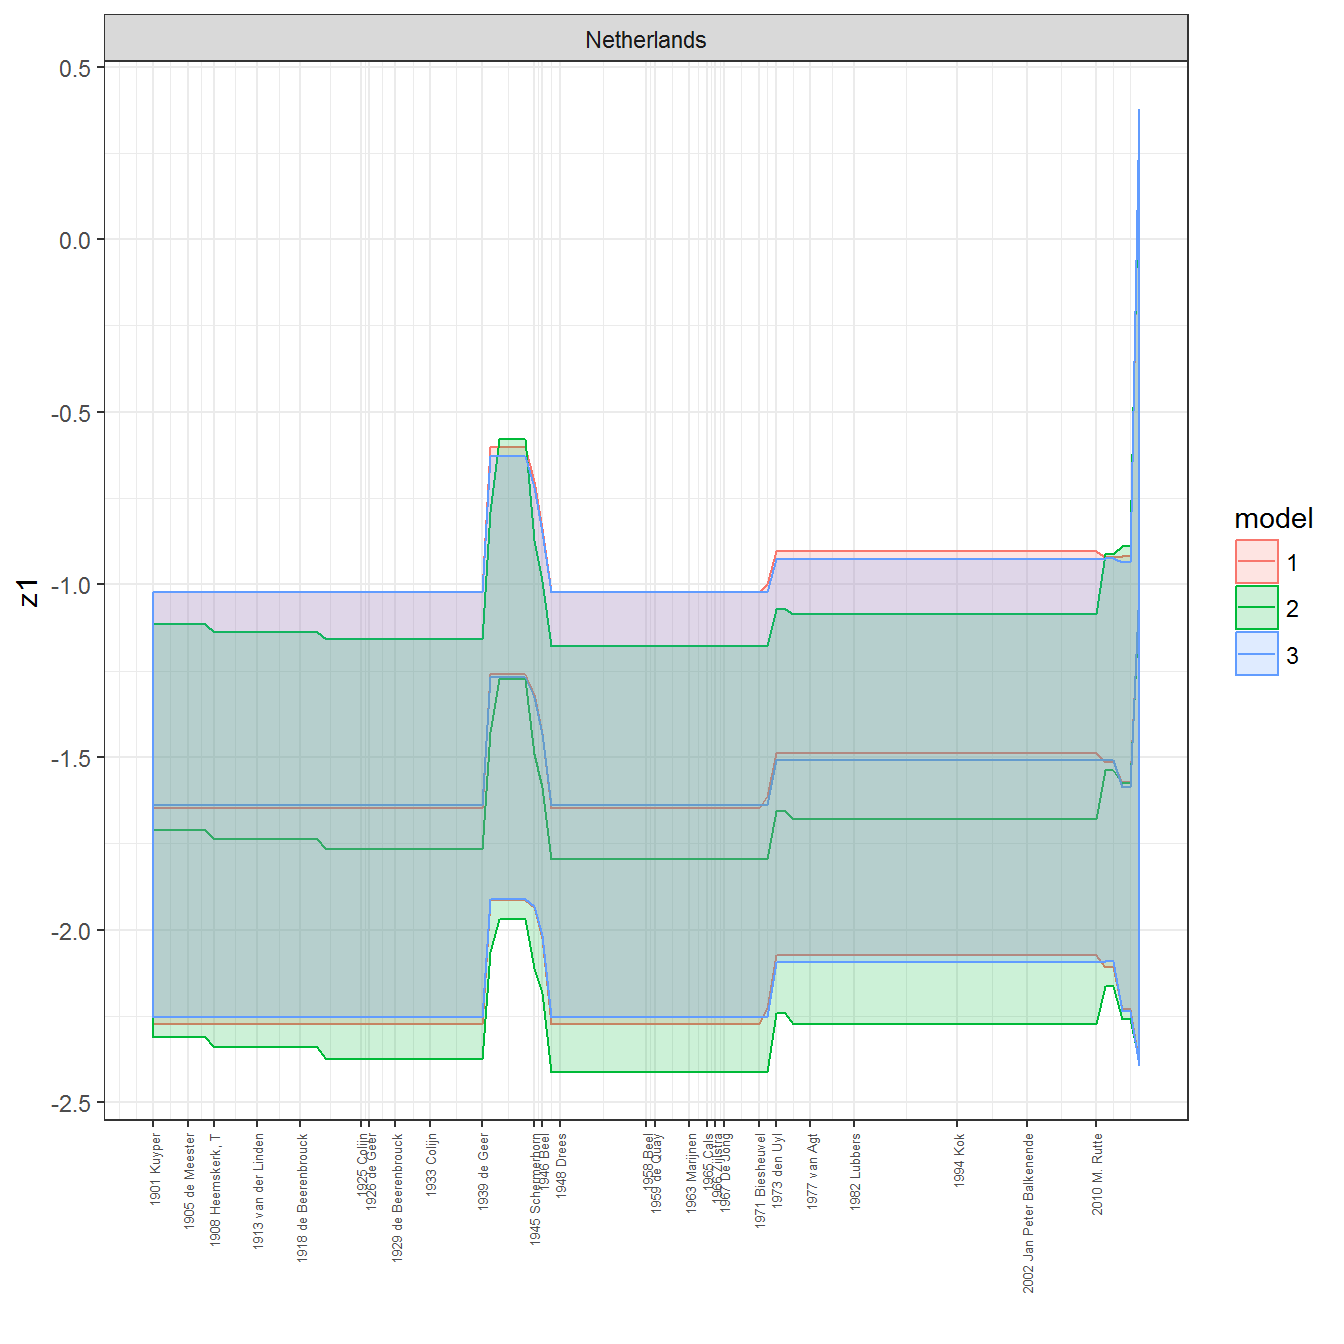 Netherlands
0.5
0.0
-0.5
-1.0
-1.5
-2.0
-2.5
z1
model
1
2
3
1901 Kuyper
1905 de Meester
1908 Heemskerk, T
1913 van der Linden
1918 de Beerenbrouck
1925 Colijn
1926 de Geer
1929 de Beerenbrouck
1933 Colijn
1939 de Geer
1945 Schermerhorn
1946 Beel
1948 Drees
1958 Beel
1959 de Quay
1963 Marijnen
1965 Cals
1966 Zijlstra
1967 De Jong
1971 Biesheuvel
1973 den Uyl
1977 van Agt
1982 Lubbers
1994 Kok
2002 Jan Peter Balkenende
2010 M. Rutte